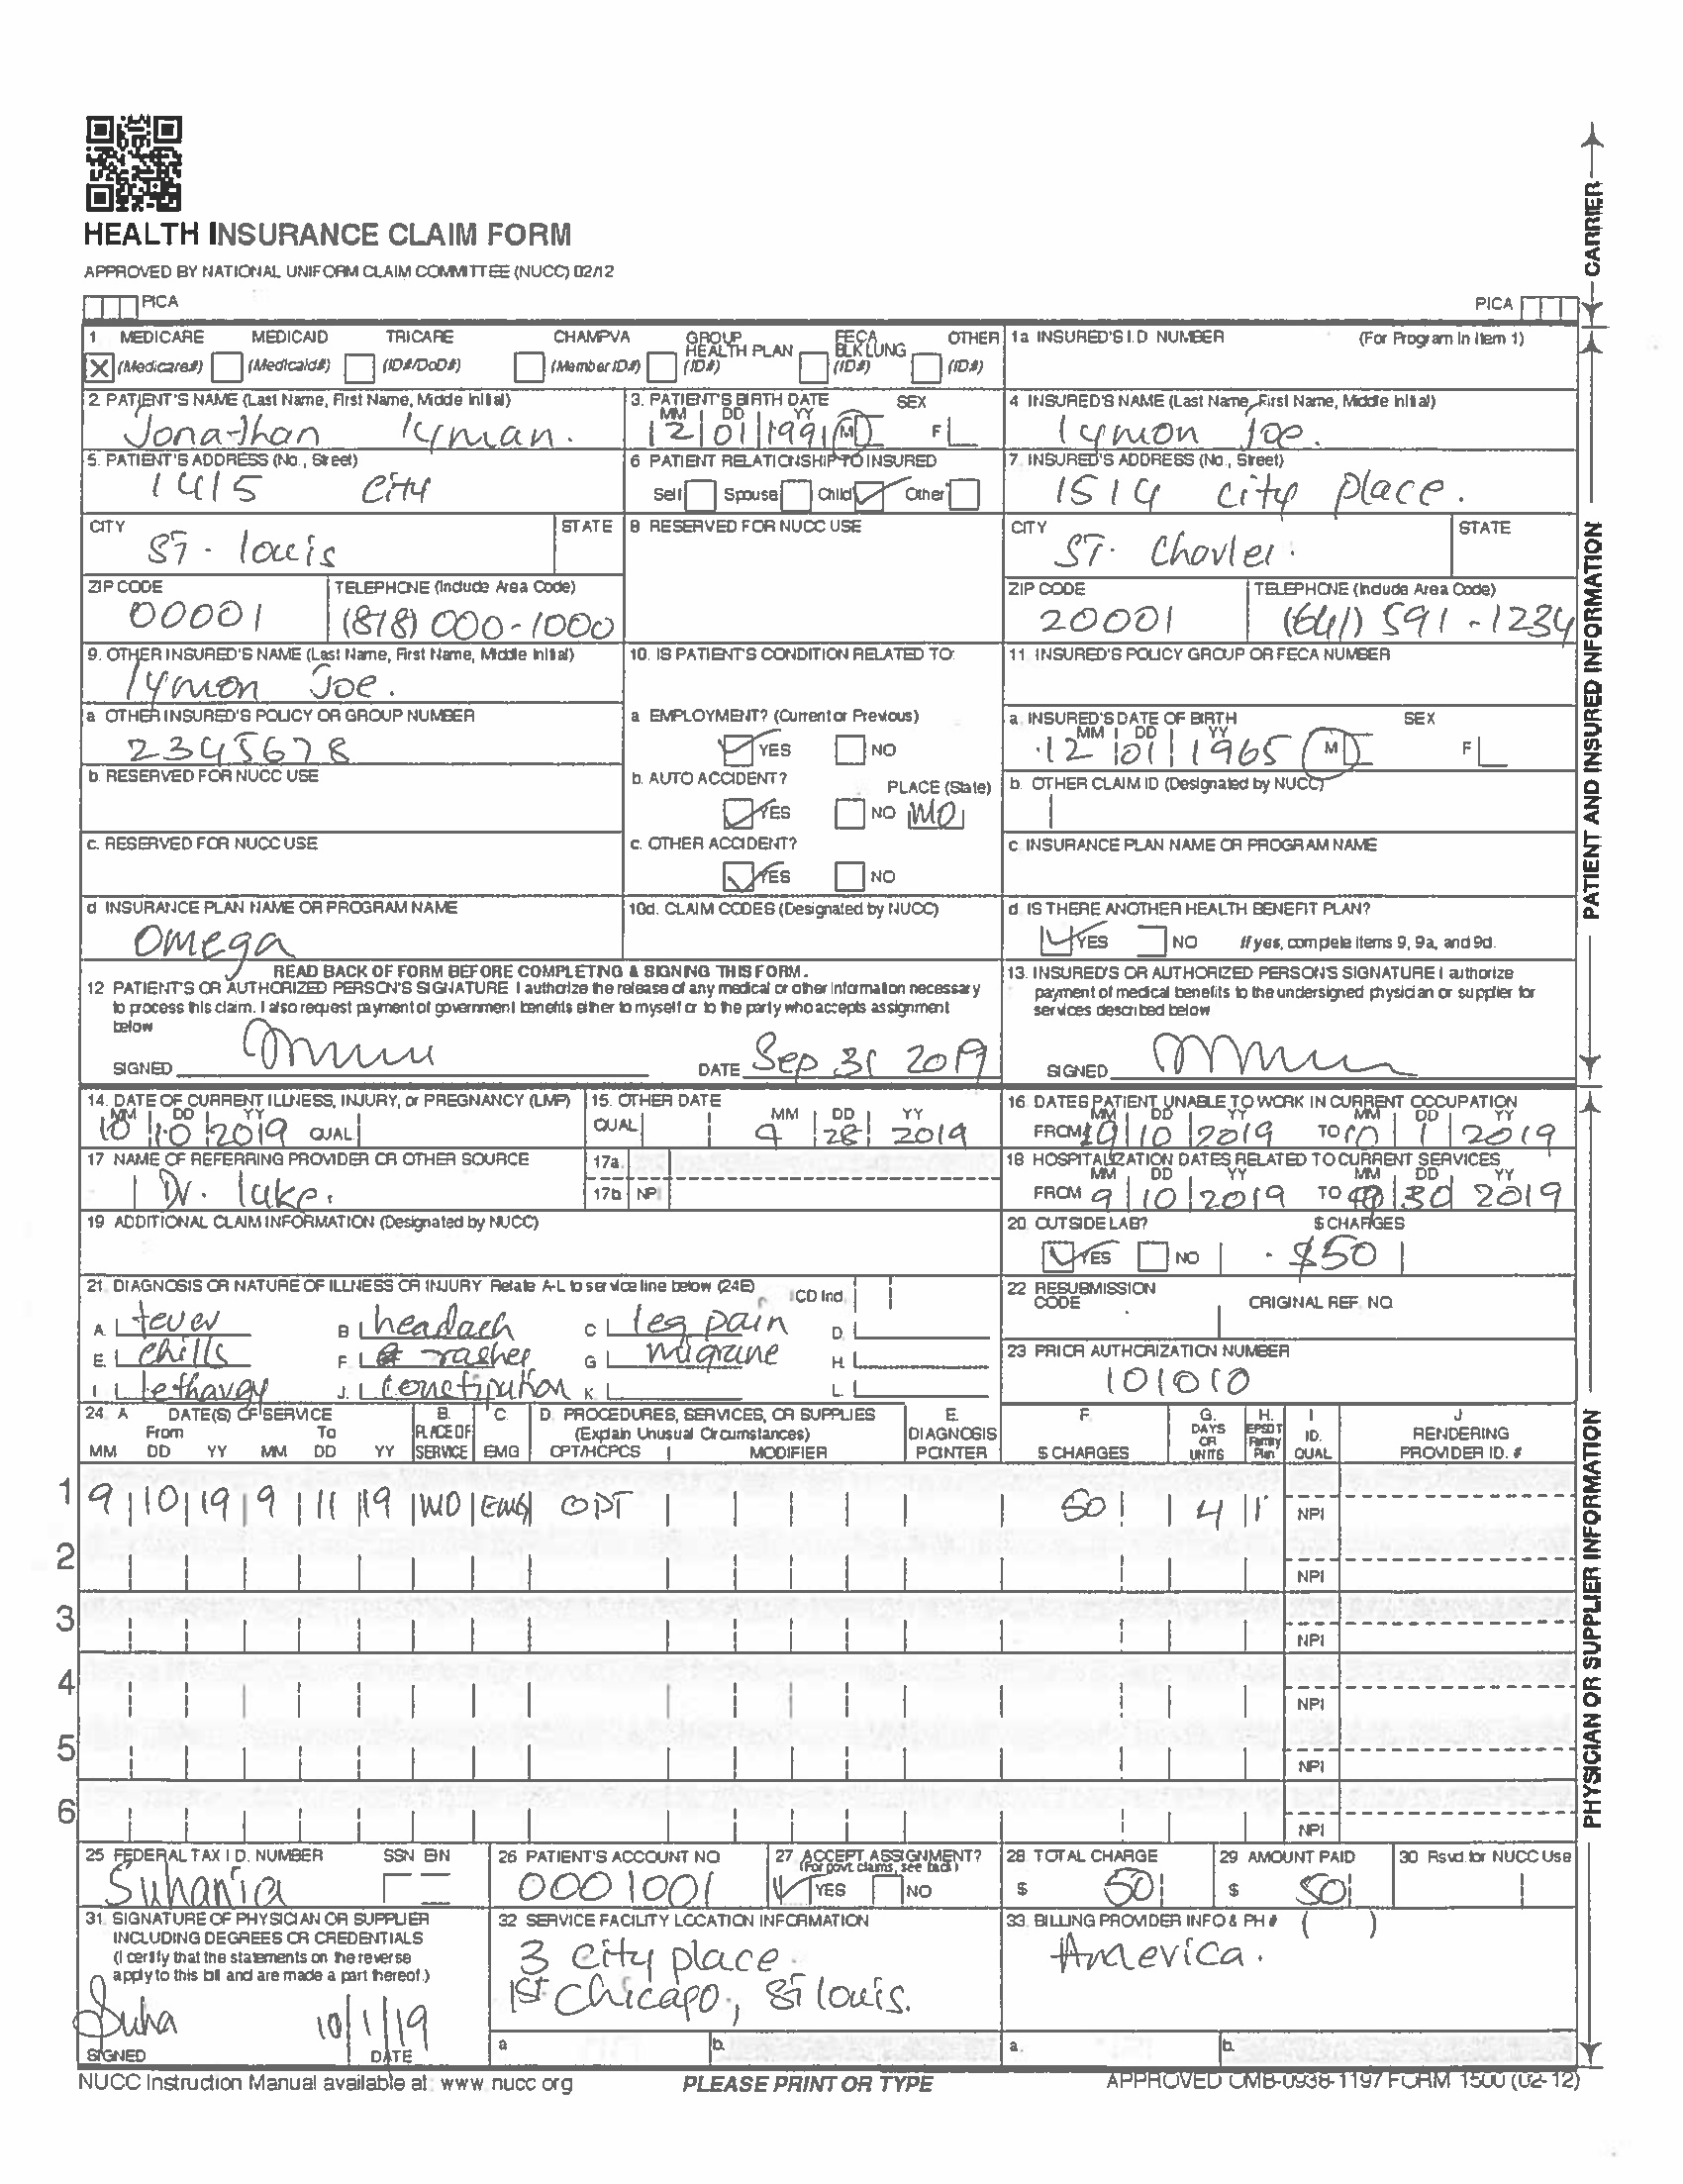 HEALTH INSURANCE CLAIM FORM
APPROVED BY NATIONAL UNIFORM CLAIM COMMITTEE (NUCC) 02/12
PICA PICA
CARRIER
1. MEDICARE MEDICAID TRICARE CHAMPVA GROUP HEALTH PLAN FECA BLK LUNG OTHER
X (Medicare#) (Medicaid#) (ID#/DoD#) (Member ID#) (ID#) (ID#) (ID#)
1a INSURED'S I.D NUMBER (For Program in Item 1)
2. PATIENT'S NAME (Last Name, First Name, Middle Initial)
Jonathan lyman.
3. PATIENT'S BIRTH DATE SEX
MM DD YY
12 01 1991 M F
4 INSURED'S NAME (Last Name, First Name, Middle Initial)
lymon Joe.
5. PATIENT'S ADDRESS (No., Street)
1415 City
6 PATIENT RELATIONSHIP TO INSURED
Self Spouse Child Other
7. INSURED'S ADDRESS (No., Street)
1514 city place.
CITY STATE
ST. louis
8 RESERVED FOR NUCC USE
CITY STATE
ST.
ZIP CODE TELEPHONE (Include Area Code)
00001 (818) 000-1000
ZIP CODE TELEPHONE (Include Area Code)
20001 (641) 591-1234
9. OTHER INSURED'S NAME (Last Name, First Name, Middle Initial)
lymon Joe.
10. IS PATIENT'S CONDITION RELATED TO:
11. INSURED'S POLICY GROUP OR FECA NUMBER
a OTHER INSURED'S POLICY OR GROUP NUMBER
2345678
a EMPLOYMENT? (Current or Previous)
YES NO
a. INSURED'S DATE OF BIRTH SEX
MM DD YY
12 01 1965 M F
b. RESERVED FOR NUCC USE
b. AUTO ACCIDENT? PLACE (State)
YES NO MO
b. OTHER CLAIM ID (Designated by NUCC)
c. RESERVED FOR NUCC USE
c. OTHER ACCIDENT?
YES NO
c INSURANCE PLAN NAME OR PROGRAM NAME
d INSURANCE PLAN NAME OR PROGRAM NAME
Omega
10d. CLAIM CODES (Designated by NUCC)
d. IS THERE ANOTHER HEALTH BENEFIT PLAN?
YES NO If yes, complete items 9, 9a, and 9d.
PATIENT AND INSURED INFORMATION
READ BACK OF FORM BEFORE COMPLETING & SIGNING THIS FORM.
12 PATIENT'S OR AUTHORIZED PERSON'S SIGNATURE I authorize the release of any medical or other information necessary
to process this claim. I also request payment of government benefits either to myself or to the party who accepts assignment
below
SIGNED DATE Sep 31 2019
13. INSURED'S OR AUTHORIZED PERSON'S SIGNATURE I authorize
payment of medical benefits to the undersigned physician or supplier for
services described below
SIGNED
14. DATE OF CURRENT ILLNESS, INJURY, or PREGNANCY (LMP)
MM DD YY
10 10 2019 QUAL
15. OTHER DATE
QUAL MM DD YY
9 28 2019
16 DATES PATIENT UNABLE TO WORK IN CURRENT OCCUPATION
MM DD YY MM DD YY
FROM 10 2019 TO 10 1 2019
17 NAME OF REFERRING PROVIDER OR OTHER SOURCE
Dr. lake.
17a.
17b NPI
18 HOSPITALIZATION DATES RELATED TO CURRENT SERVICES
MM DD YY MM DD YY
FROM 9 10 2019 TO 30 2019
19 ADDITIONAL CLAIM INFORMATION (Designated by NUCC)
20. OUTSIDE LAB? $ CHARGES
YES NO $50
21. DIAGNOSIS OR NATURE OF ILLNESS OR INJURY Relate A-L to service line below (24E) ICD Ind.
A. fever B headach C leg pain D.
E. chills F. rashes G migrane H.
I. lethargy J. constipution K. L.
22 RESUBMISSION CODE ORIGINAL REF. NO.
23 PRIOR AUTHORIZATION NUMBER
101010
24. A DATE(S) OF SERVICE B. C. D. PROCEDURES, SERVICES, OR SUPPLIES E. F. G. H. I J
From To PLACE OF (Explain Unusual Circumstances) DIAGNOSIS DAYS OR EPSDT Family ID. RENDERING
MM DD YY MM DD YY SERVICE EMG CPT/HCPCS MODIFIER POINTER $ CHARGES UNITS Plan QUAL PROVIDER ID. #
1 9 10 19 9 11 19 MO EMG OPT 50 4 1 NPI
2 NPI
3 NPI
4 NPI
5 NPI
6 NPI
25 FEDERAL TAX I D. NUMBER SSN EIN
Suhania
26 PATIENT'S ACCOUNT NO
0001001
27 ACCEPT ASSIGNMENT?
(For govt. claims, see back)
YES NO
28. TOTAL CHARGE
$ 50
29 AMOUNT PAID
$ 50
30 Rsvd. for NUCC Use
31. SIGNATURE OF PHYSICIAN OR SUPPLIER
INCLUDING DEGREES OR CREDENTIALS
(I certify that the statements on the reverse
apply to this bill and are made a part thereof.)
Suha 10/1/19
SIGNED DATE
32 SERVICE FACILITY LOCATION INFORMATION
3 city place
1st Chicago, St louis.
a b.
33. BILLING PROVIDER INFO & PH # ( )
America.
a. b.
PHYSICIAN OR SUPPLIER INFORMATION
NUCC Instruction Manual available at: www.nucc.org
PLEASE PRINT OR TYPE
APPROVED OMB-0938-1197 FORM 1500 (02-12)